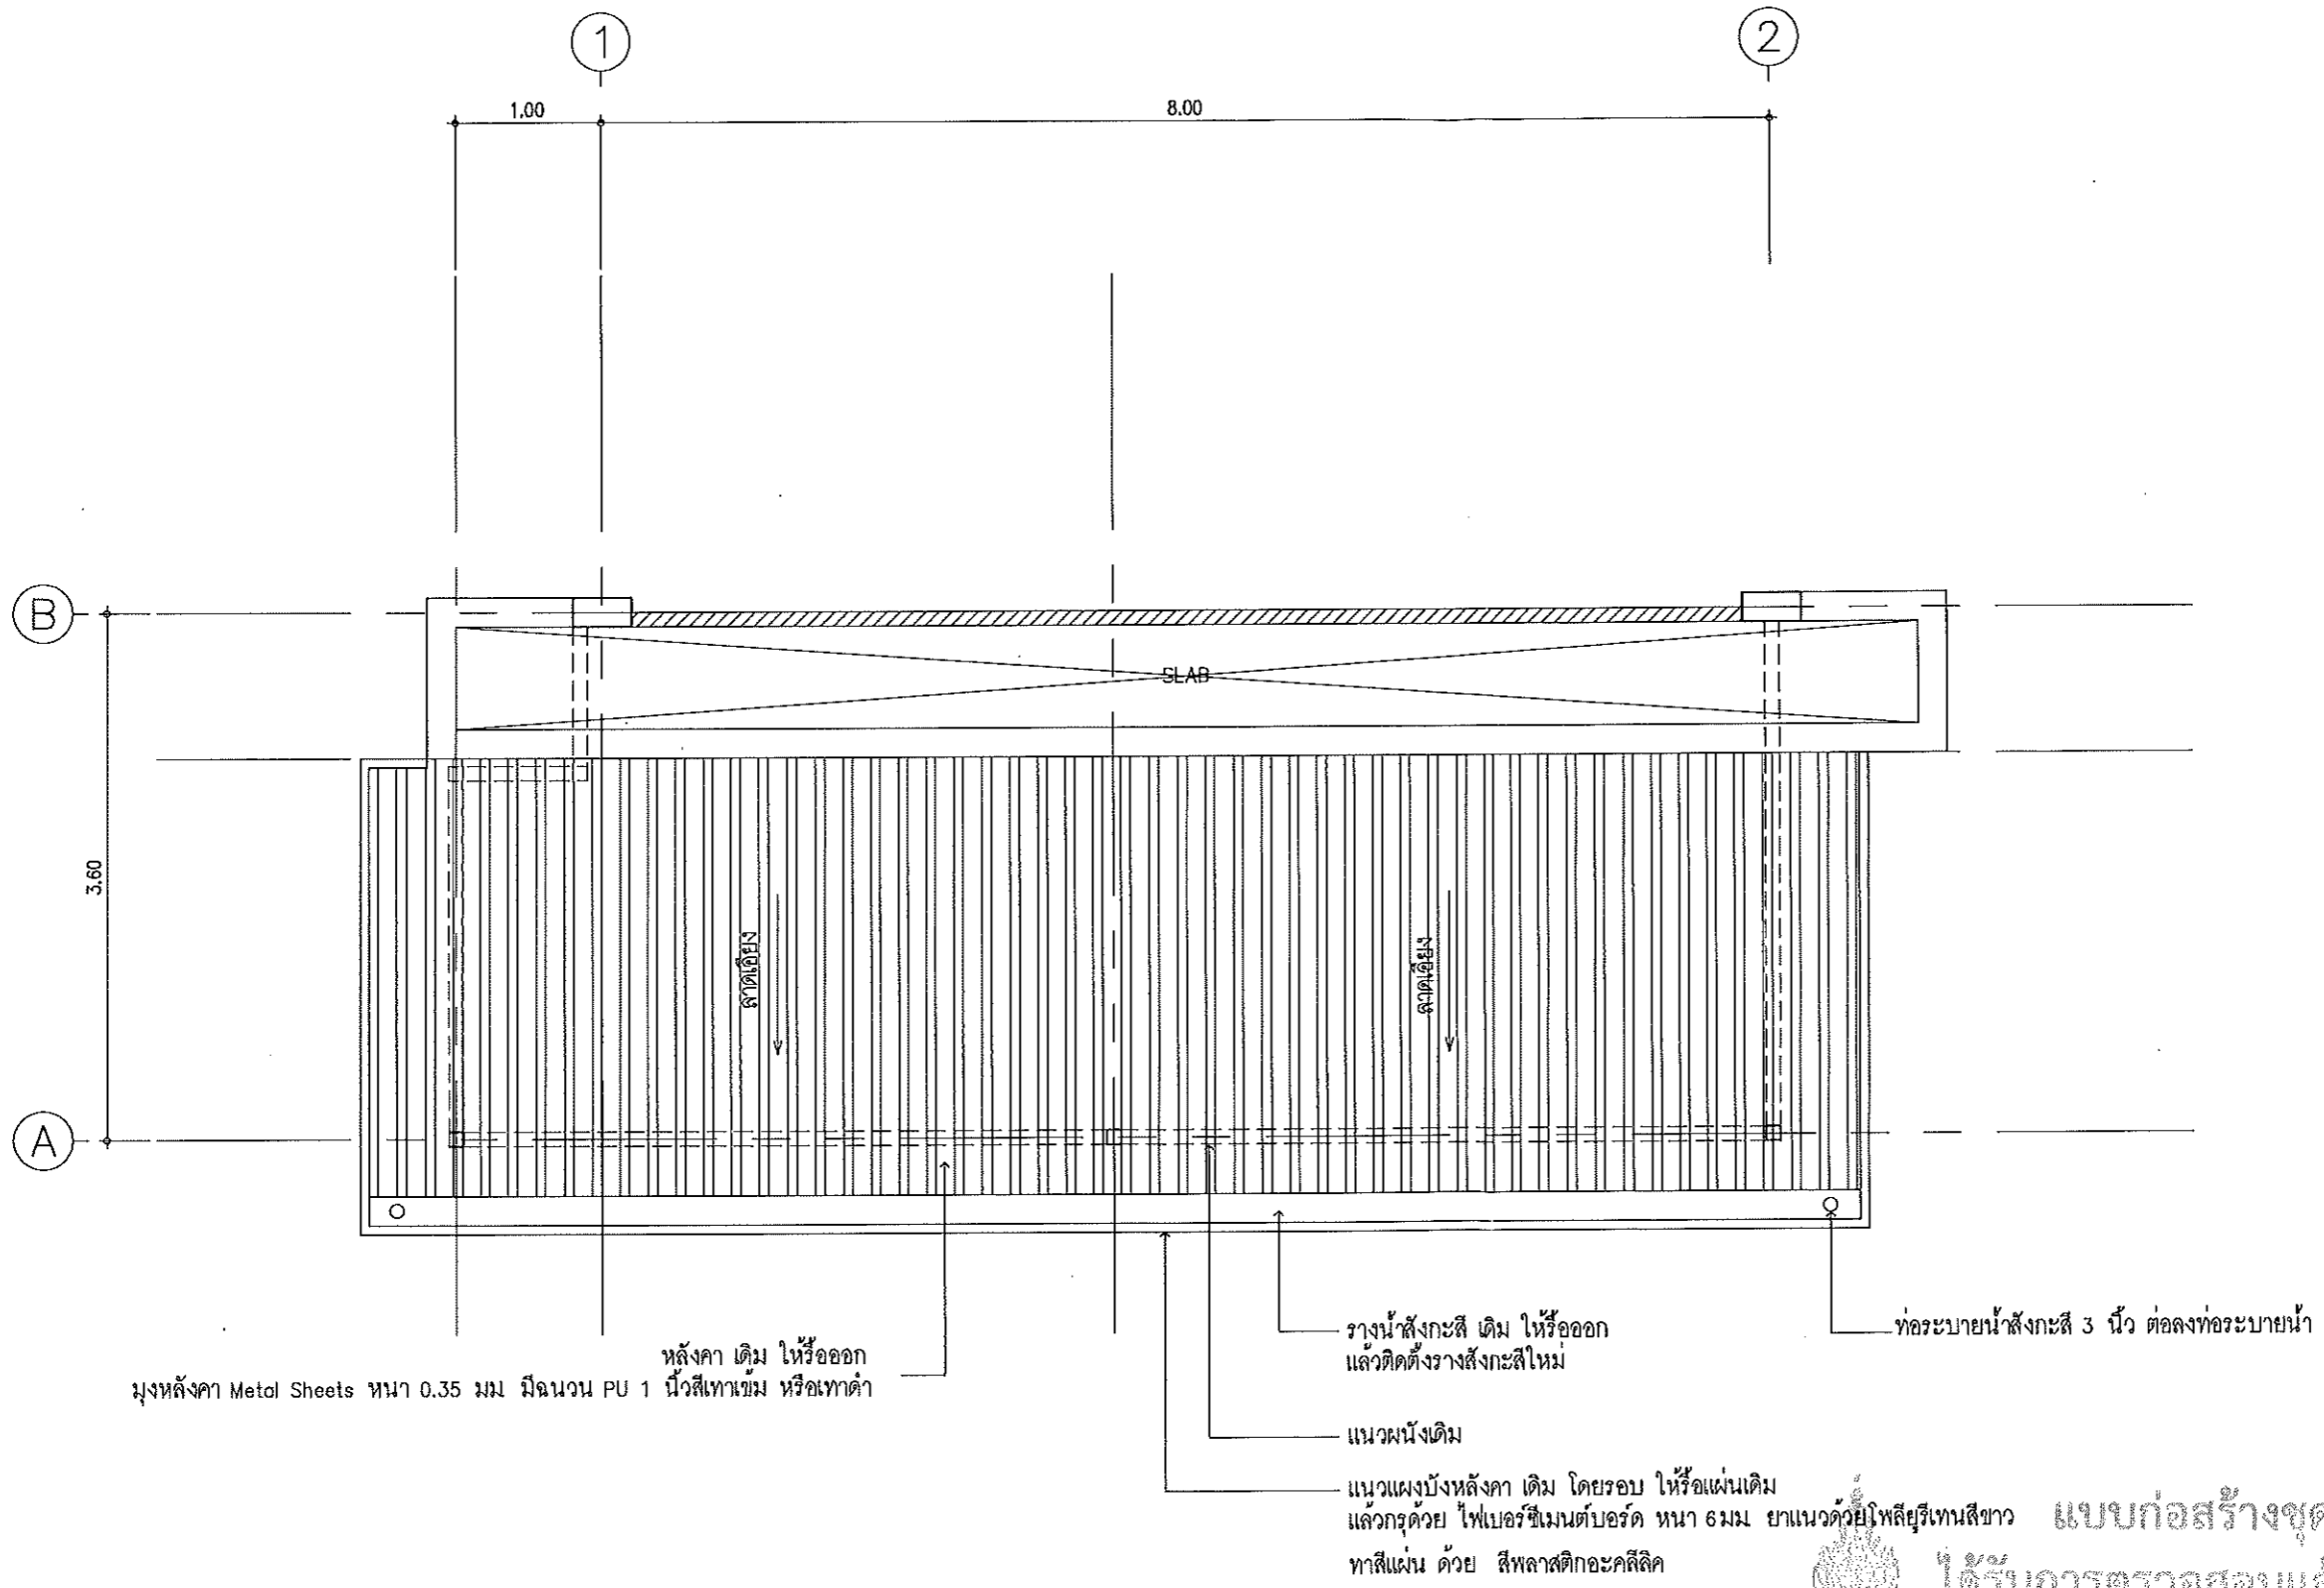 1
2
1.00
8.00
B
SLAB
3.60
ลาดเอียง
ลาดเอียง
A
หลังคา เดิม ให้รื้อออก
มุงหลังคา Metal Sheets หนา 0.35 มม มีฉนวน PU 1 นิ้วสีเทาเข้ม หรือเทาดำ
รางน้ำสังกะสี เดิม ให้รื้อออก
แล้วติดตั้งรางสังกะสีใหม่
ท่อระบายน้ำสังกะสี 3 นิ้ว ต่อลงท่อระบายน้ำ
แนวผนังเดิม
แนวแผงบังหลังคา เดิม โดยรอบ ให้รื้อแผ่นเดิม
แล้วกรุด้วย ไฟเบอร์ซีเมนต์บอร์ด หนา 6มม ยาแนวด้วยโพลียูรีเทนสีขาว
ทาสีแผ่น ด้วย สีพลาสติกอะคลีลิค
แบบก่อสร้างชุด
ได้รับการตรวจสอบ